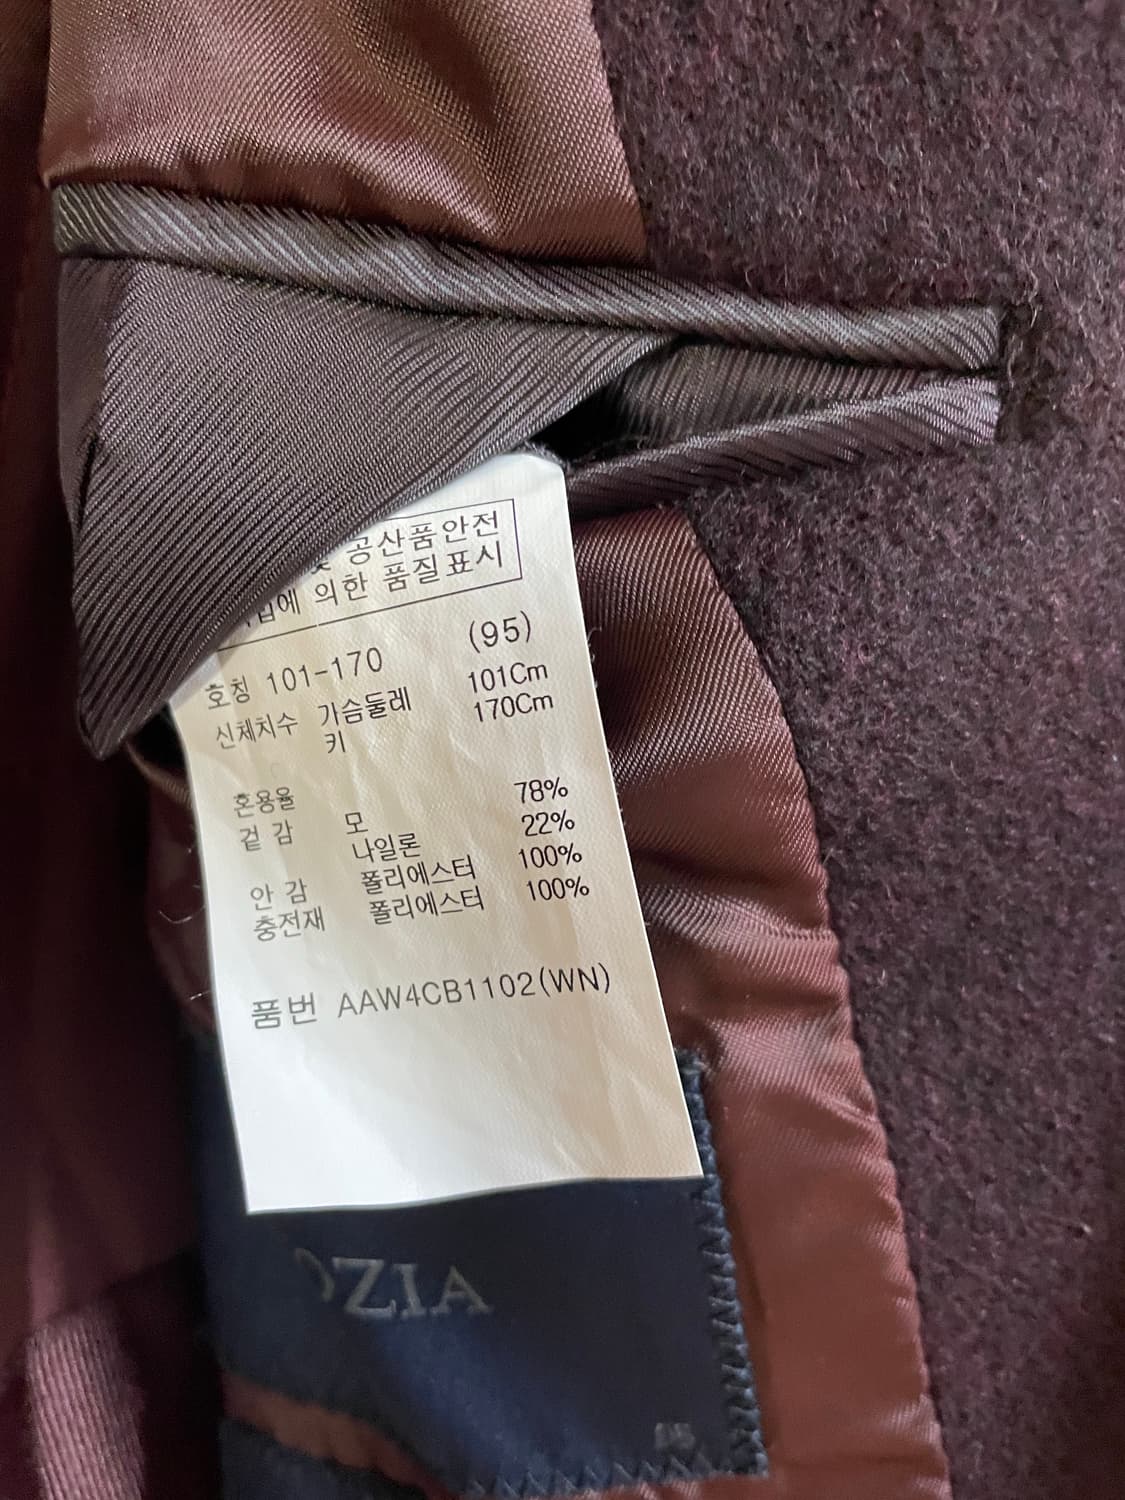 공산품안전
의한 품질표시
호칭 101-170 (95)
신체치수 가슴둘레 101Cm
키 170Cm
혼용율
겉 감 모 78%
나일론 22%
안 감 폴리에스터 100%
충전재 폴리에스터 100%
품번 AAW4CB1102(WN)
ZIA